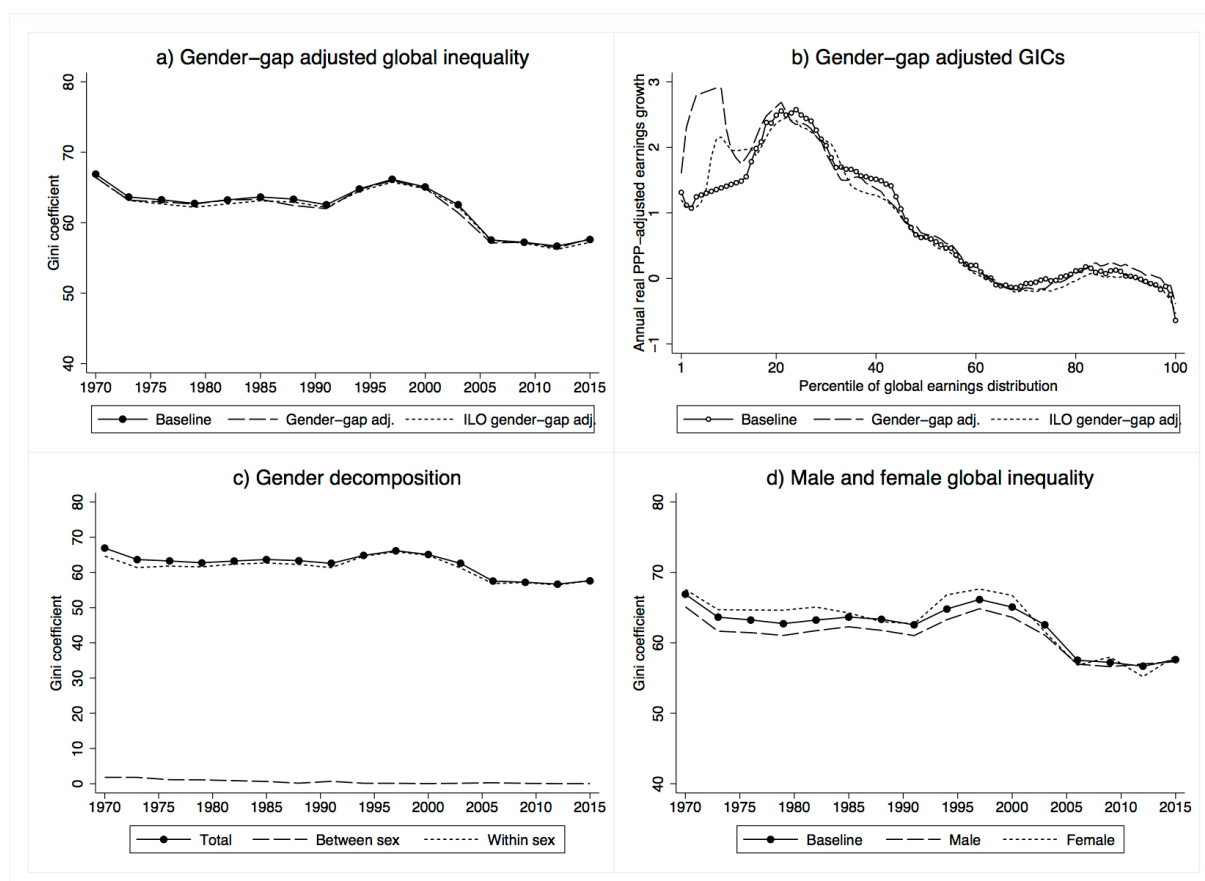 a) Gender-gap adjusted global inequality
Gini coefficient
80
70
60
50
40
1970 1975 1980 1985 1990 1995 2000 2005 2010 2015
Baseline Gender-gap adj. ILO gender-gap adj.
b) Gender-gap adjusted GICs
Annual real PPP-adjusted earnings growth
3
2
1
0
-1
1 20 40 60 80 100
Percentile of global earnings distribution
Baseline Gender-gap adj. ILO gender-gap adj.
c) Gender decomposition
Gini coefficient
80
70
60
50
40
30
20
10
0
1970 1975 1980 1985 1990 1995 2000 2005 2010 2015
Total Between sex Within sex
d) Male and female global inequality
Gini coefficient
80
70
60
50
40
1970 1975 1980 1985 1990 1995 2000 2005 2010 2015
Baseline Male Female